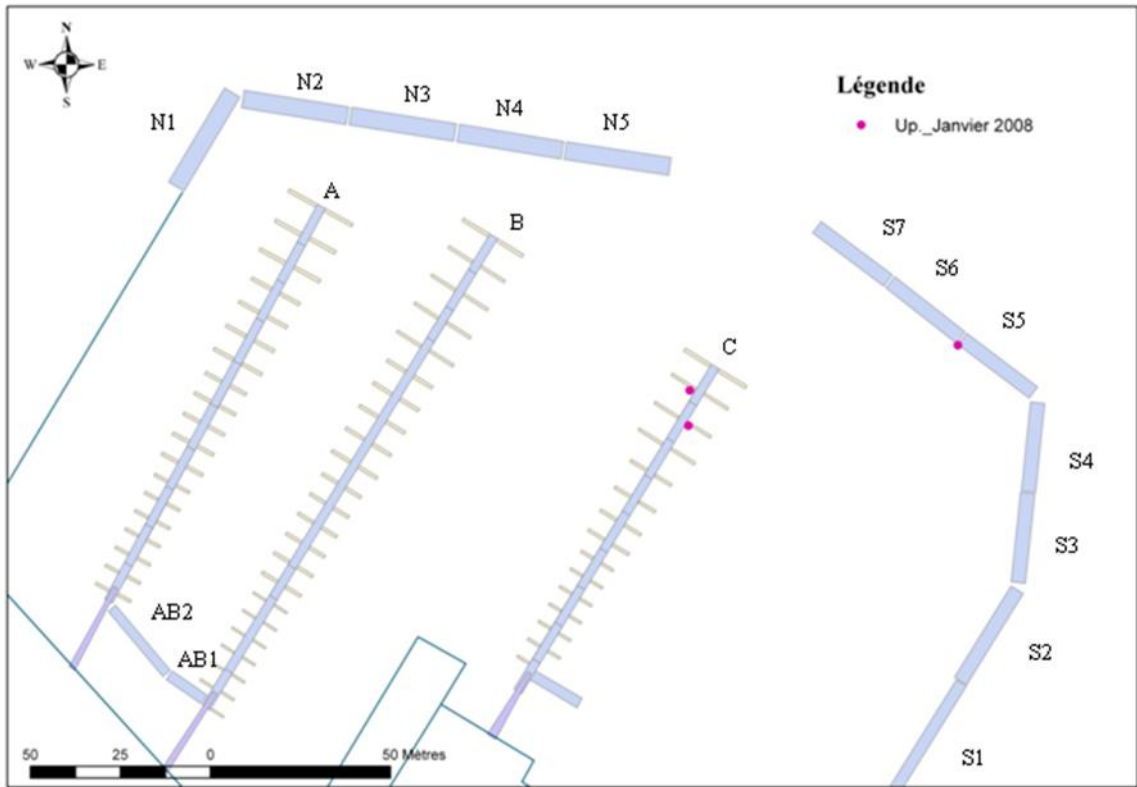 N
W E
S
N1
N2
N3
N4
N5
Légende
Up._Janvier 2008
A
B
C
S7
S6
S5
S4
S3
S2
S1
AB2
AB1
50 25 0 50 Mètres